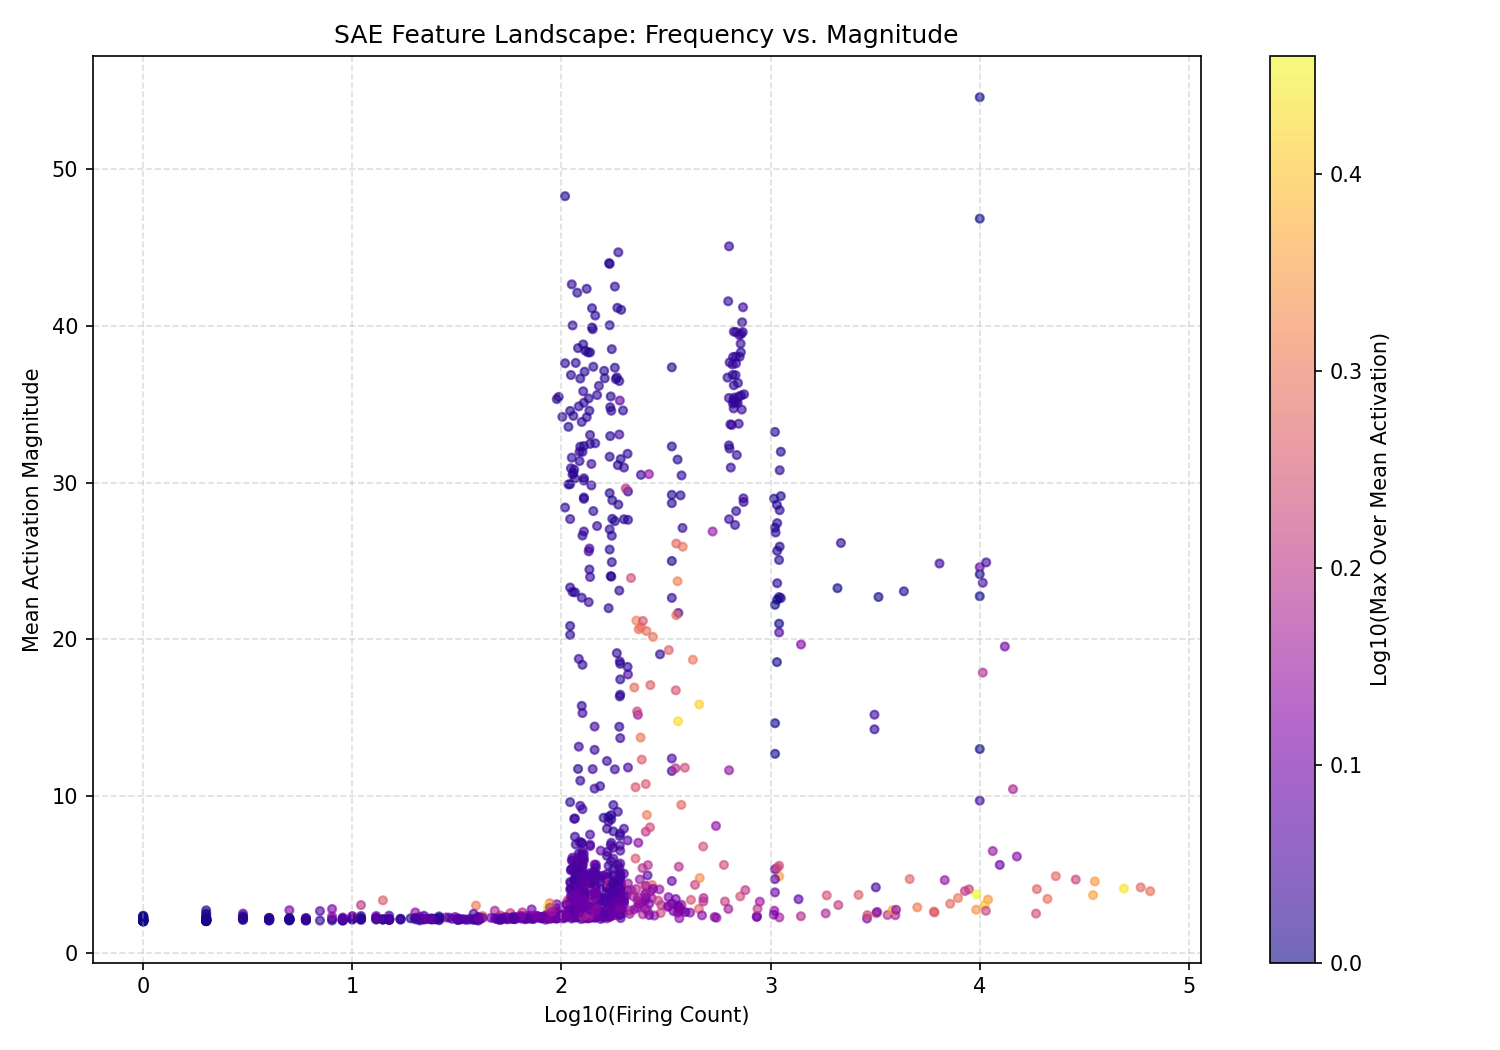 SAE Feature Landscape: Frequency vs. Magnitude
Mean Activation Magnitude
50
40
30
20
10
0
0 1 2 3 4 5
Log10(Firing Count)
0.4
0.3
0.2
0.1
0.0
Log10(Max Over Mean Activation)